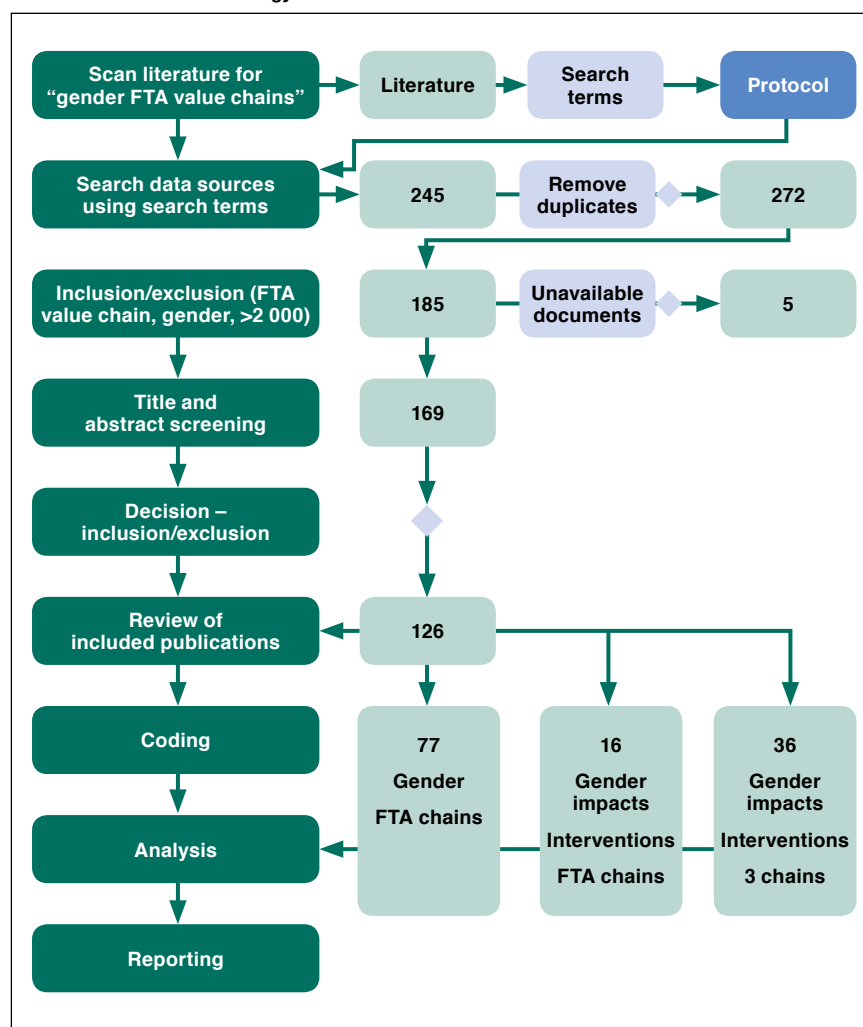 Scan literature for
“gender FTA value chains”
Literature
Search
terms
Protocol
Search data sources
using search terms
245
Remove
duplicates
272
Inclusion/exclusion (FTA
value chain, gender, >2 000)
185
Unavailable
documents
5
Title and
abstract screening
169
Decision –
inclusion/exclusion
Review of
included publications
126
Coding
77
Gender
FTA chains
16
Gender
impacts
Interventions
FTA chains
36
Gender
impacts
Interventions
3 chains
Analysis
Reporting